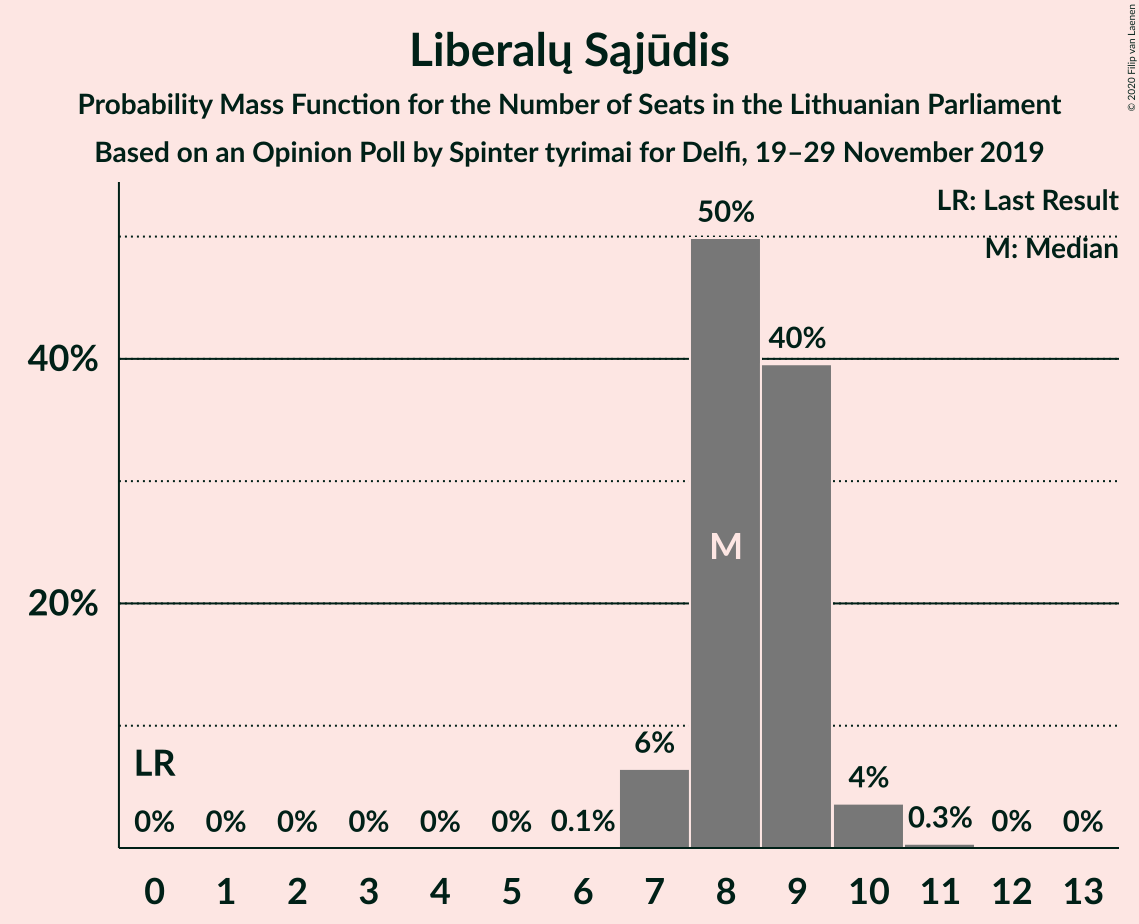 © 2020 Filip van Laenen
Liberalų Sąjūdis
Probability Mass Function for the Number of Seats in the Lithuanian Parliament
Based on an Opinion Poll by Spinter tyrimai for Delfi, 19–29 November 2019
LR: Last Result
M: Median
50%
40%
40%
M
20%
LR
6%
4%
0% 0% 0% 0% 0% 0% 0.1% 0.3% 0% 0%
0 1 2 3 4 5 6 7 8 9 10 11 12 13